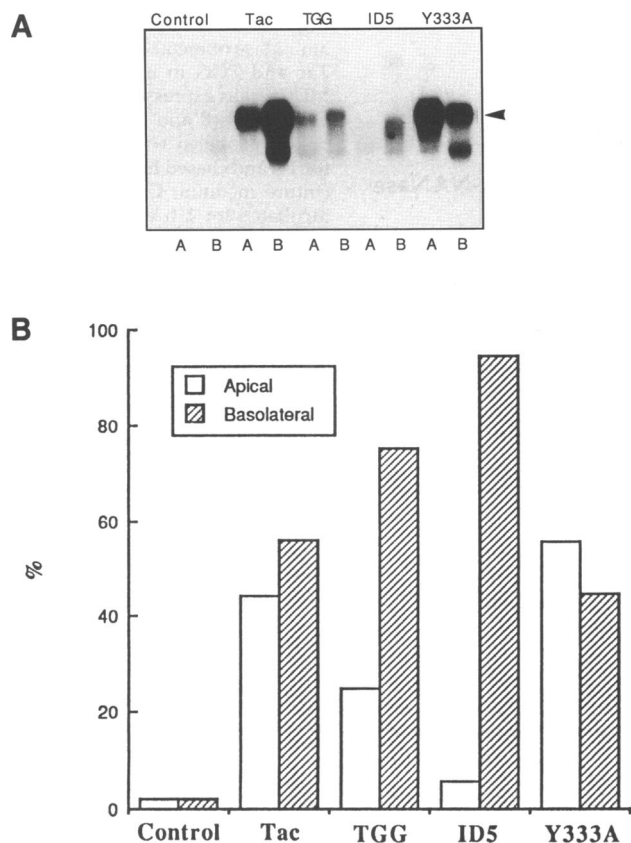 A
Control Tac TGG ID5 Y333A
A B A B A B A B A B
B
100
80
60
40
20
0
%
Apical
Basolateral
Control Tac TGG ID5 Y333A